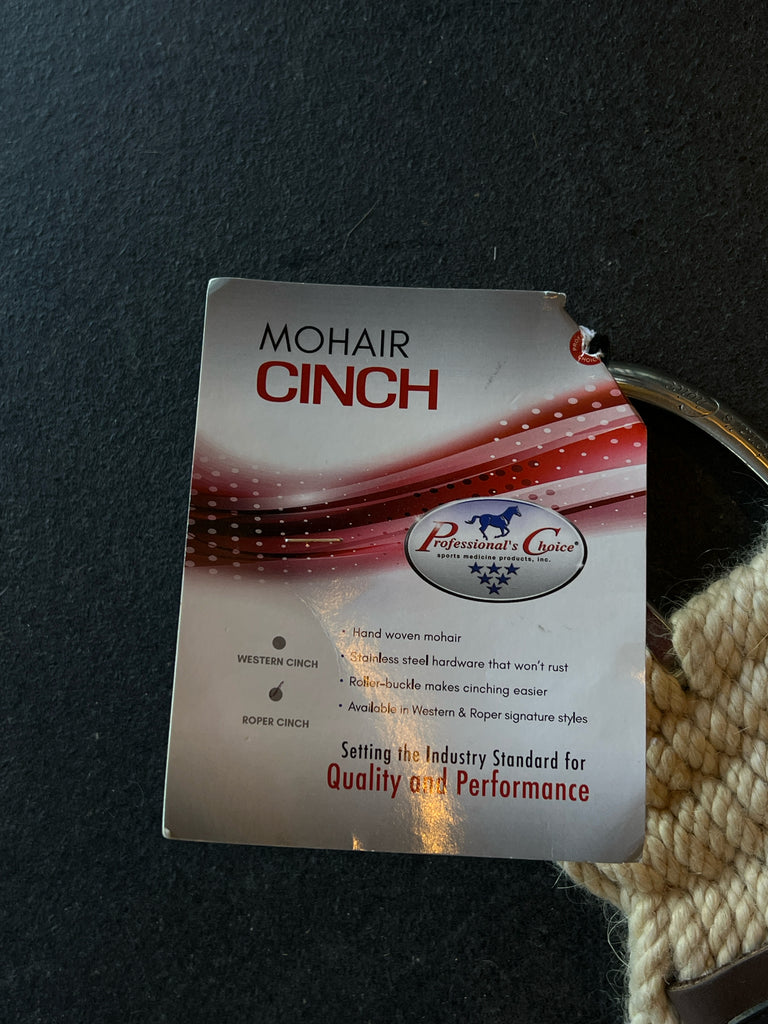 MOHAIR
CINCH
Professional's Choice®
sports medicine products, inc.
• Hand woven mohair
• Stainless steel hardware that won't rust
• Roller-buckle makes cinching easier
• Available in Western & Roper signature styles
WESTERN CINCH
ROPER CINCH
Setting the Industry Standard for
Quality and Performance